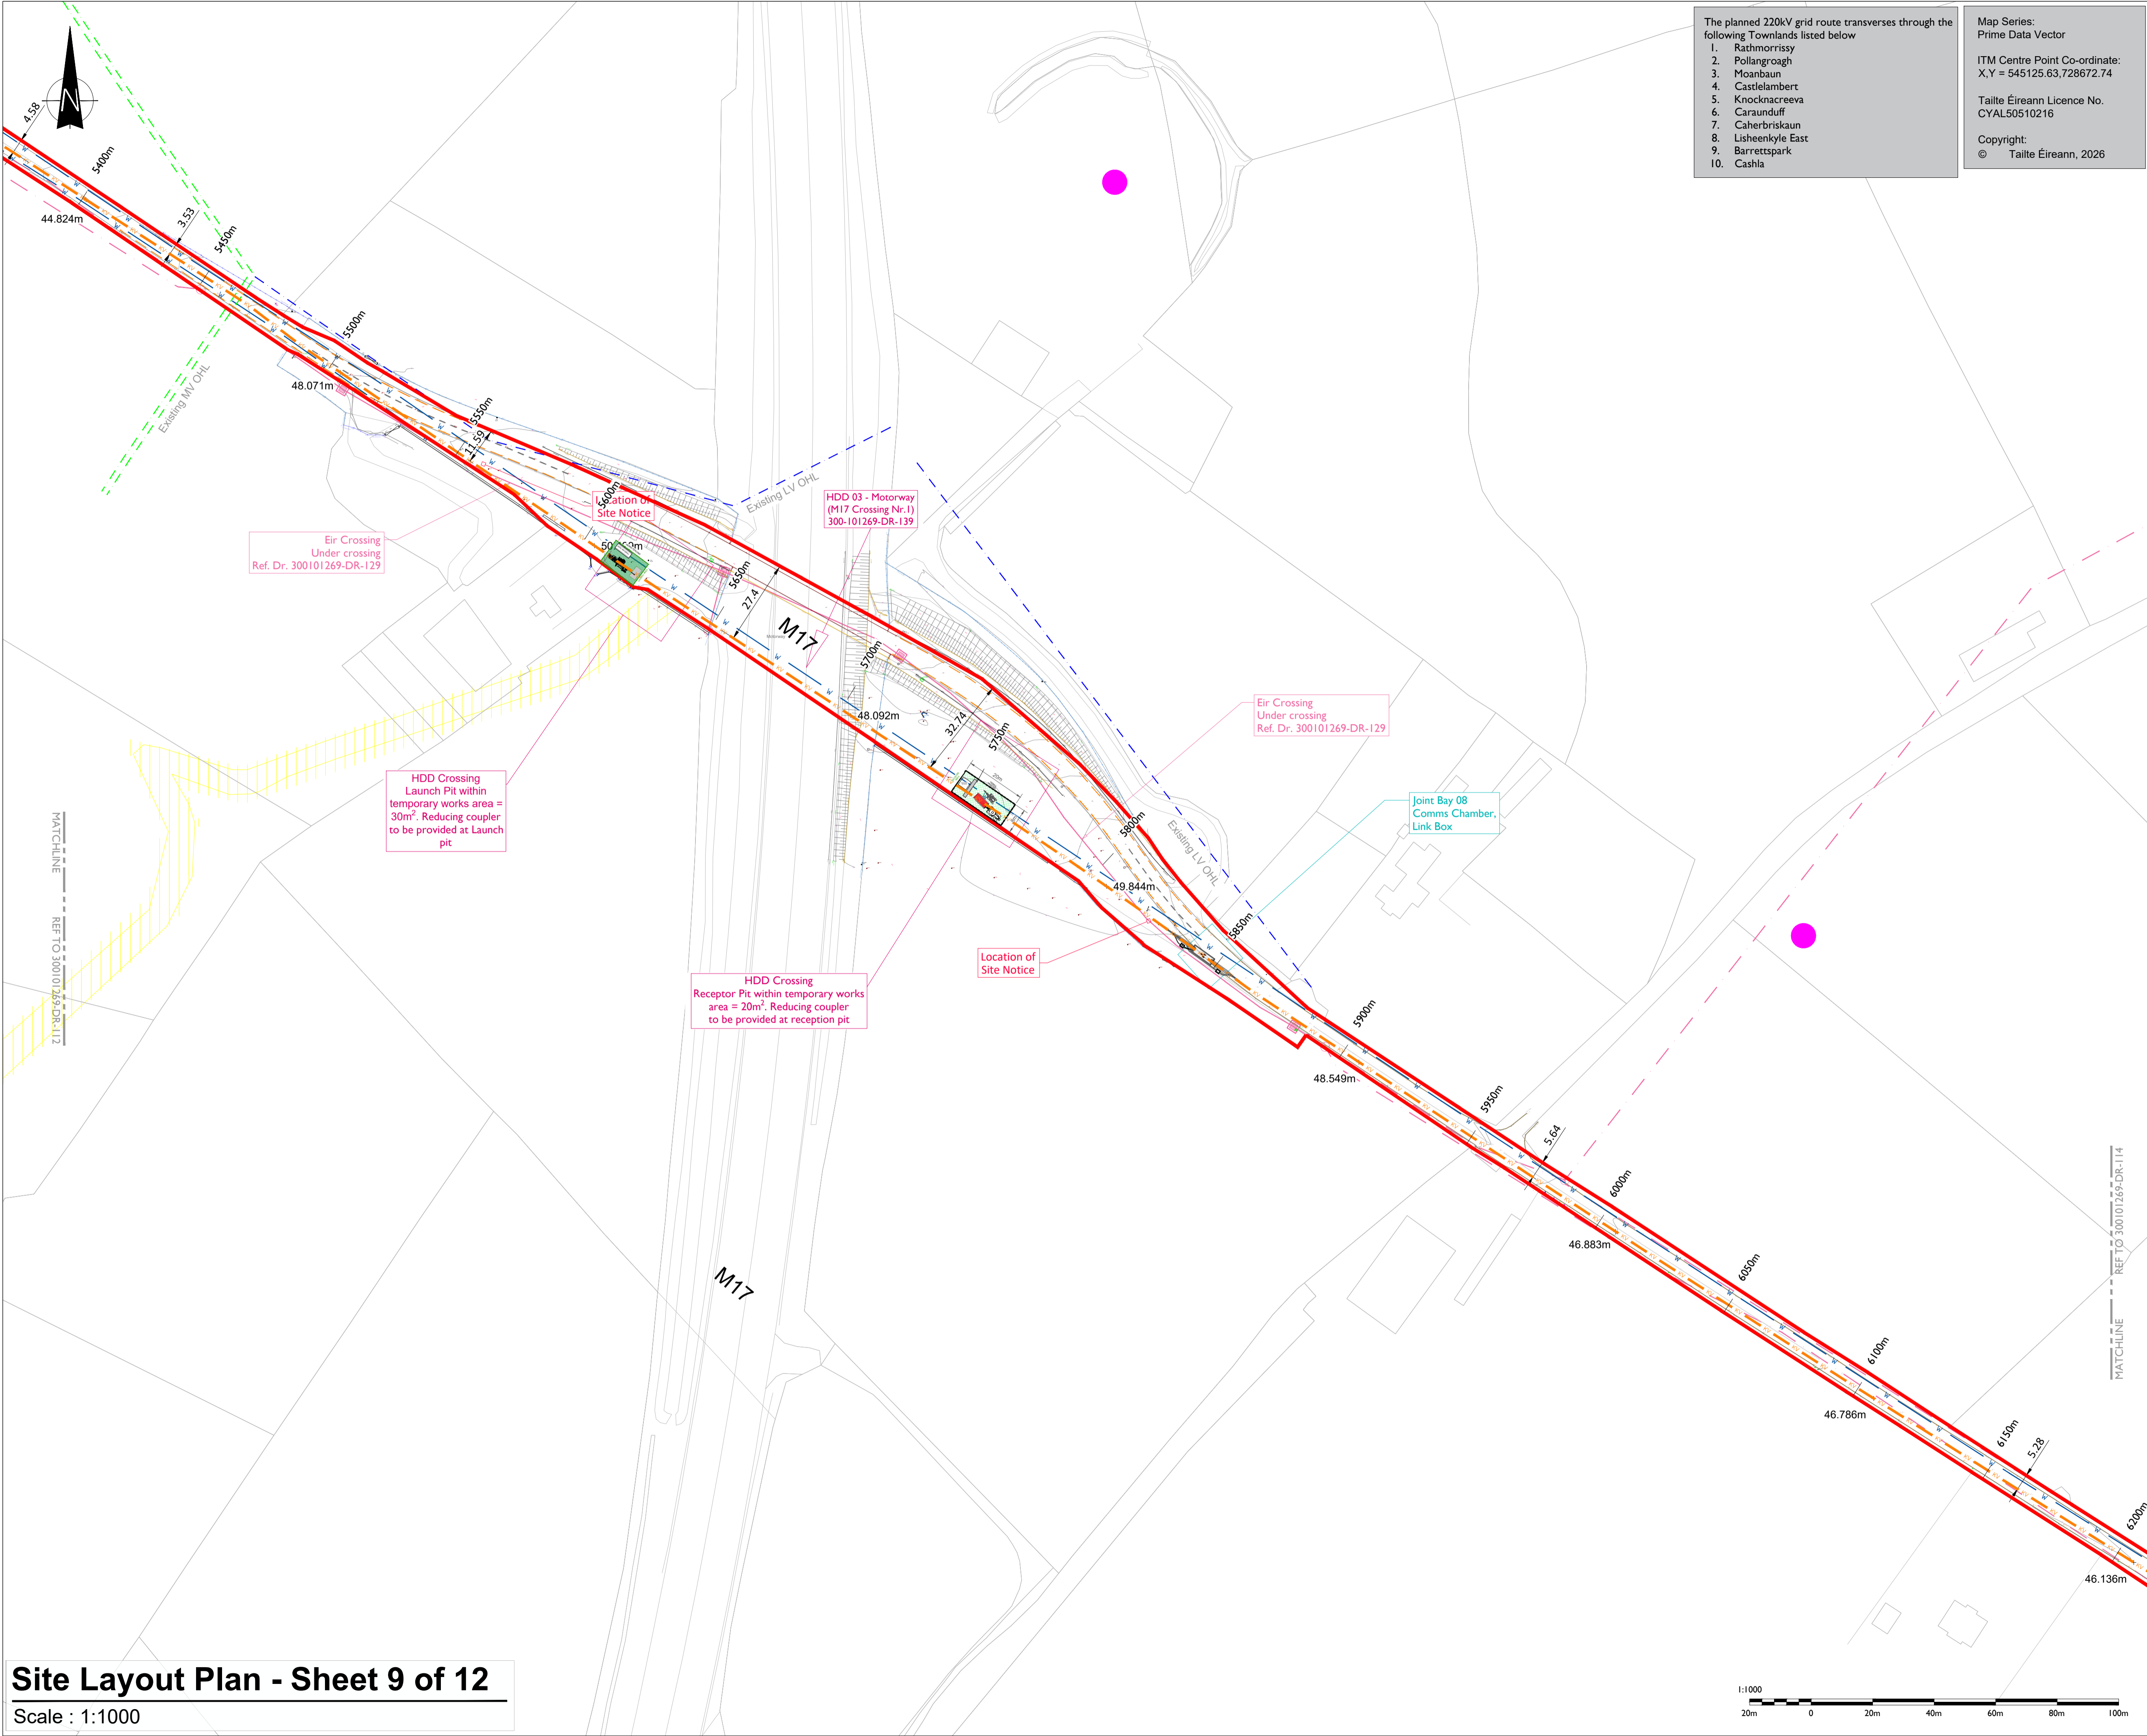 The planned 220kV grid route transverses through the
following Townlands listed below
1. Rathmorrissy
2. Pollangroagh
3. Moanbaun
4. Castlelambert
5. Knocknacreeva
6. Caraunduff
7. Caherbriskaun
8. Lisheenkyle East
9. Barrettspark
10. Cashla
Map Series:
Prime Data Vector
ITM Centre Point Co-ordinate:
X,Y = 545125.63,728672.74
Tailte Éireann Licence No.
CYAL50510216
Copyright:
© Tailte Éireann, 2026
N
4.58
5400m
44.824m
3.53
5450m
Existing MV OHL
5500m
48.071m
5550m
11.59
5600m
Location of
Site Notice
Existing LV OHL
HDD 03 - Motorway
(M17 Crossing Nr.1)
300-101269-DR-139
Eir Crossing
Under crossing
Ref. Dr. 300101269-DR-129
5650m
27.4
M17
Motorway
5700m
48.092m
32.74
5750m
20m
Eir Crossing
Under crossing
Ref. Dr. 300101269-DR-129
HDD Crossing
Launch Pit within
temporary works area =
30m². Reducing coupler
to be provided at Launch
pit
Joint Bay 08
Comms Chamber,
Link Box
5800m
Existing LV OHL
49.844m
5850m
Location of
Site Notice
HDD Crossing
Receptor Pit within temporary works
area = 20m². Reducing coupler
to be provided at reception pit
MATCHLINE REF TO 300101269-DR-112
5900m
48.549m
5950m
5.64
6000m
46.883m
6050m
M17
6100m
46.786m
6150m
5.28
6200m
46.136m
MATCHLINE REF TO 300101269-DR-114
Site Layout Plan - Sheet 9 of 12
Scale : 1:1000
1:1000
20m 0 20m 40m 60m 80m 100m